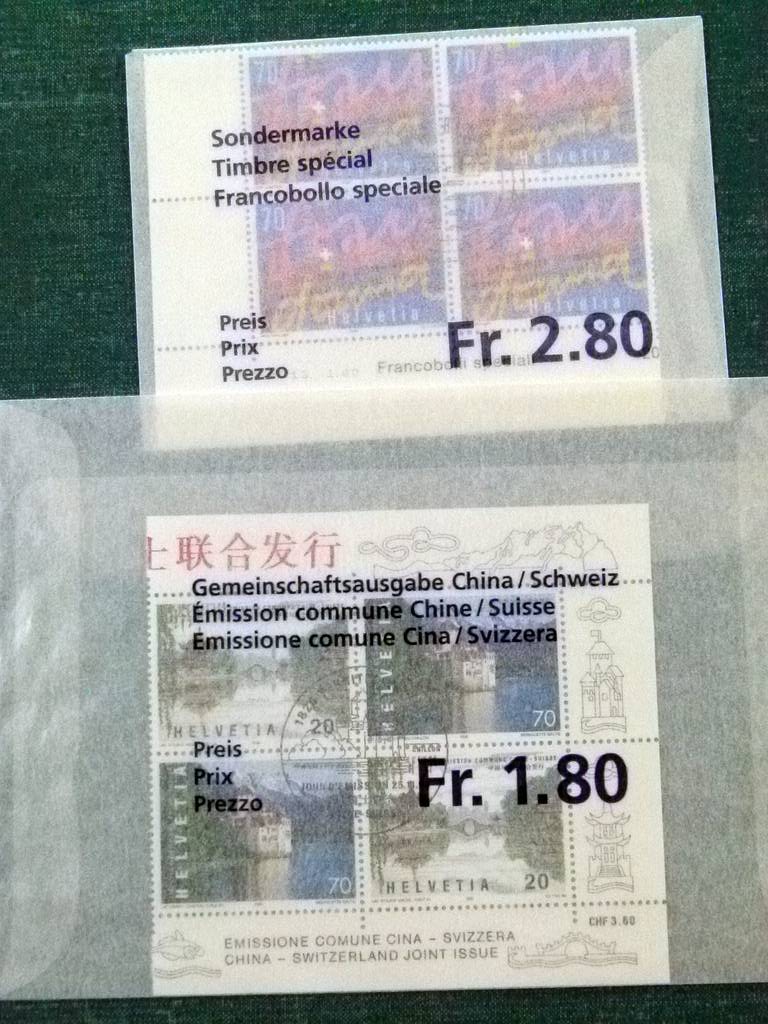 70
70
Sondermarke
Timbre spécial
Francobollo speciale
Helvetia
70
70
Helvetia
Helvetia
Preis
Prix
Prezzo
Fr. 2.80
Francobolli speciali
联合发行
Gemeinschaftsausgabe China / Schweiz
Émission commune Chine / Suisse
Emissione comune Cina / Svizzera
HELVETIA
20
HELVETIA
70
Preis
Prix
Prezzo
Fr. 1.80
HELVETIA
70
HELVETIA
20
CHF 3.60
EMISSIONE COMUNE CINA – SVIZZERA
CHINA – SWITZERLAND JOINT ISSUE